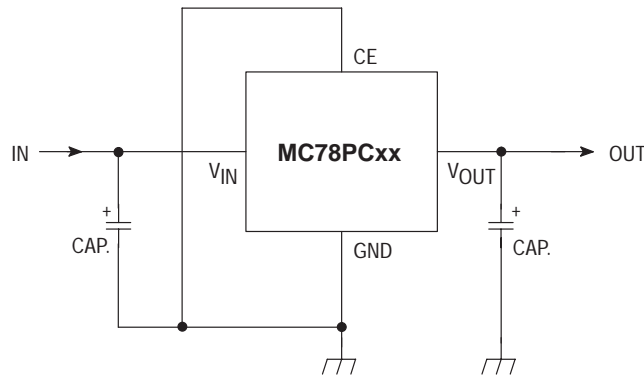 CE
IN
MC78PCxx
OUT
VIN
VOUT
+
CAP.
GND
+
CAP.